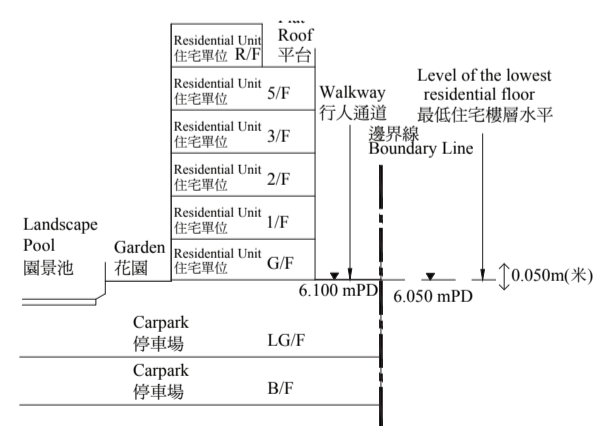 Roof
平台
Residential Unit
住宅單位 R/F
Residential Unit
住宅單位 5/F
Residential Unit
住宅單位 3/F
Residential Unit
住宅單位 2/F
Residential Unit
住宅單位 1/F
Residential Unit
住宅單位 G/F
Walkway
行人通道
Level of the lowest
residential floor
最低住宅樓層水平
邊界線
Boundary Line
Landscape
Pool
園景池
Garden
花園
6.100 mPD
6.050 mPD
0.050m(米)
Carpark
停車場 LG/F
Carpark
停車場 B/F